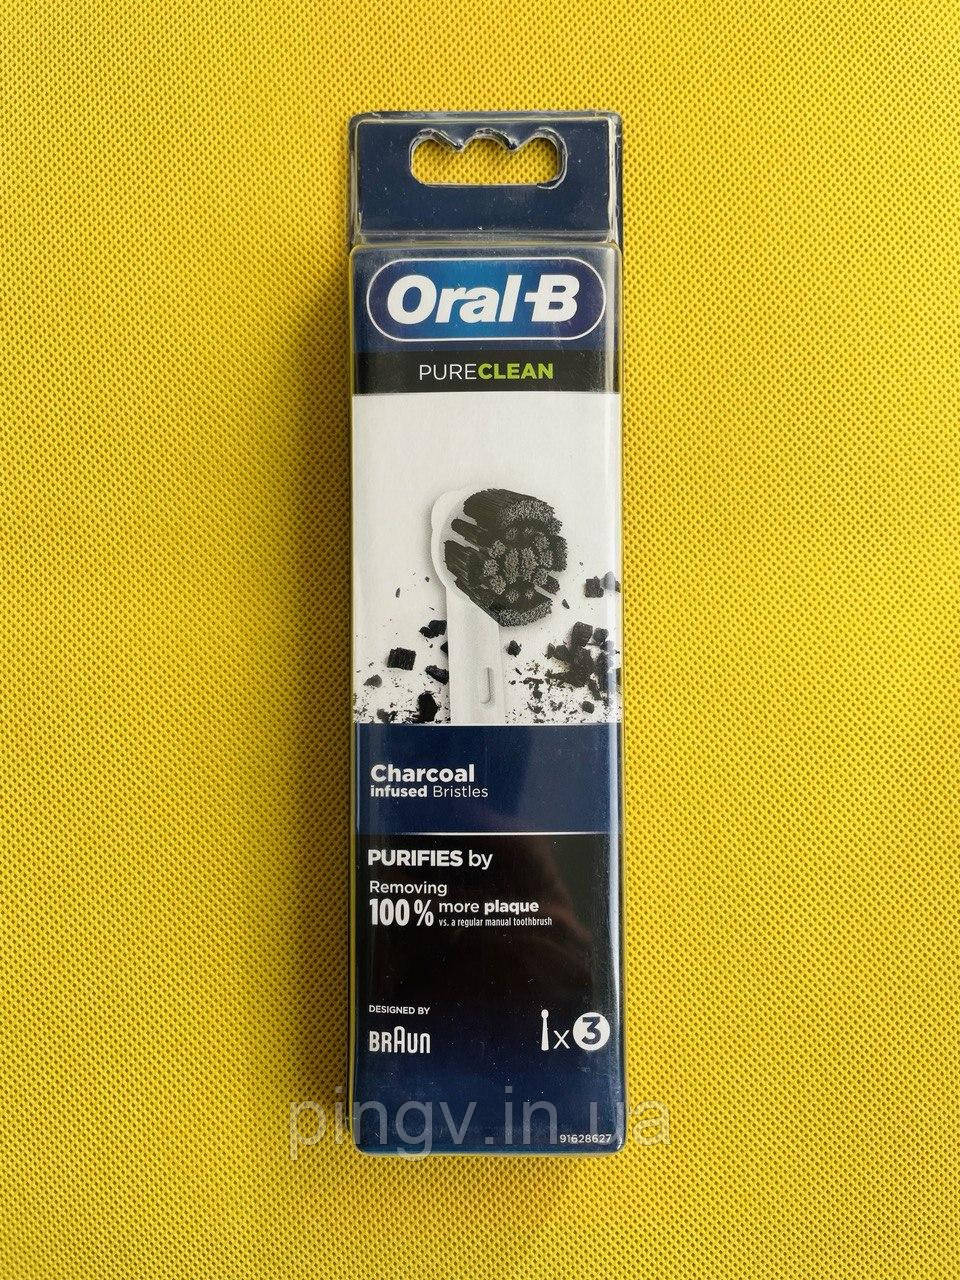 Oral-B
PURECLEAN
Charcoal
infused Bristles
PURIFIES by
Removing
100% more plaque
vs. a regular manual toothbrush
DESIGNED BY
BRAUN
x 3
pingv.in.ua
91628627